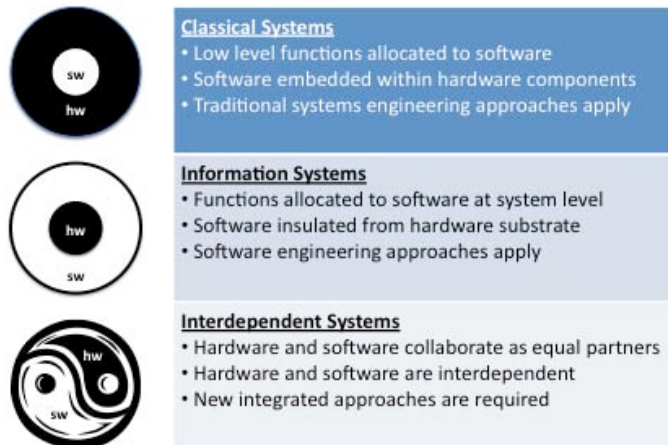 sw
hw
Classical Systems
• Low level functions allocated to software
• Software embedded within hardware components
• Traditional systems engineering approaches apply
hw
sw
Information Systems
• Functions allocated to software at system level
• Software insulated from hardware substrate
• Software engineering approaches apply
hw
sw
Interdependent Systems
• Hardware and software collaborate as equal partners
• Hardware and software are interdependent
• New integrated approaches are required